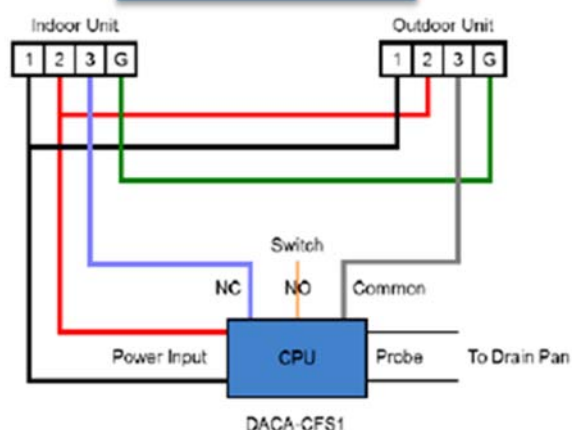 Indoor Unit Outdoor Unit
1 2 3 G 1 2 3 G
Switch
NC NO Common
Power Input CPU Probe To Drain Pan
DACA-CFS1